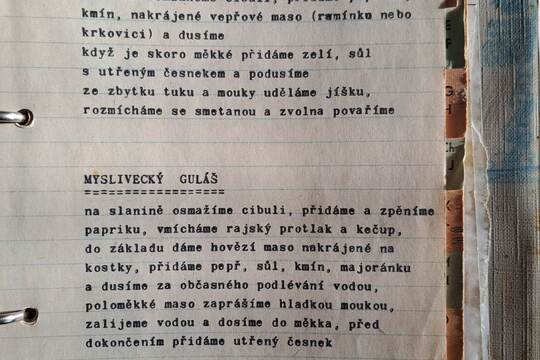 kmín, nakrájené vepřové maso (ramínko nebo
krkovici) a dusíme
když je skoro měkké přidáme zelí, sůl
s utřeným česnekem a podusíme
ze zbytku tuku a mouky uděláme jíšku,
rozmícháme se smetanou a zvolna povaříme
MYSLIVECKÝ GULÁŠ
===================
na slanině osmažíme cibuli, přidáme a zpěníme
papriku, vmícháme rajský protlak a kečup,
do základu dáme hovězí maso nakrájené na
kostky, přidáme pepř, sůl, kmín, majoránku
a dusíme za občasného podlévání vodou,
poloměkké maso zaprášíme hladkou moukou,
zalijeme vodou a dosíme do měkka, před
dokončením přidáme utřený česnek
G
H
Ch
J